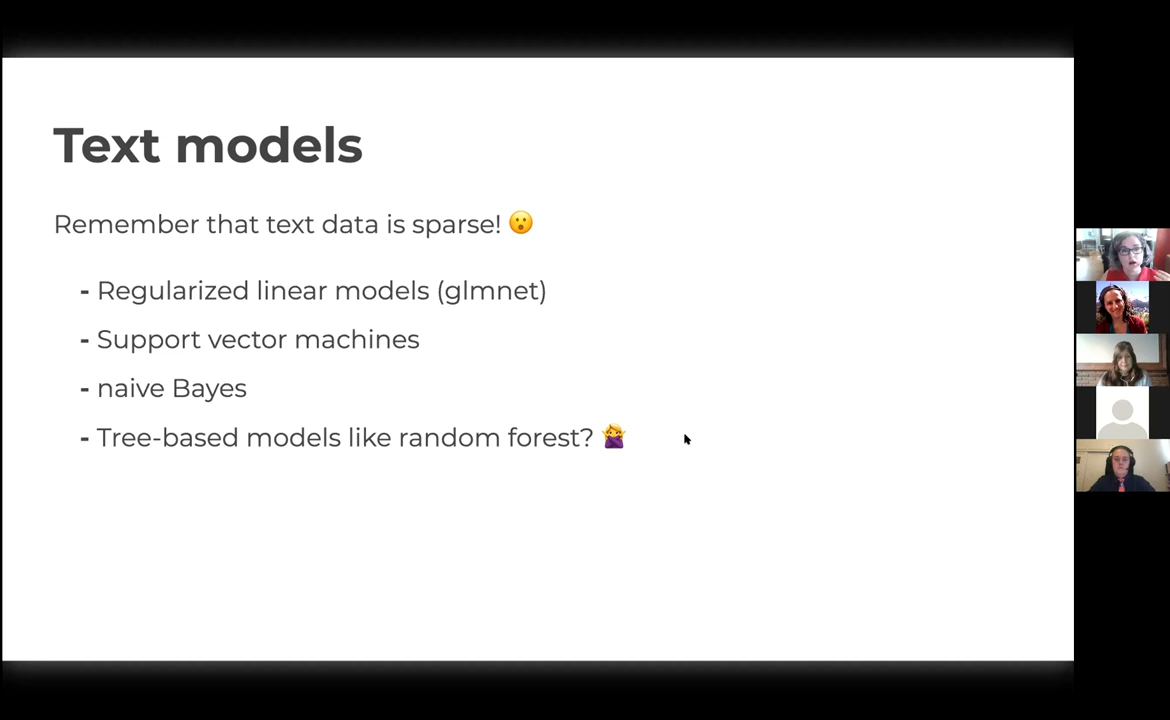 Text models
Remember that text data is sparse! 😮
- Regularized linear models (glmnet)
- Support vector machines
- naive Bayes
- Tree-based models like random forest? 🙅‍♀️